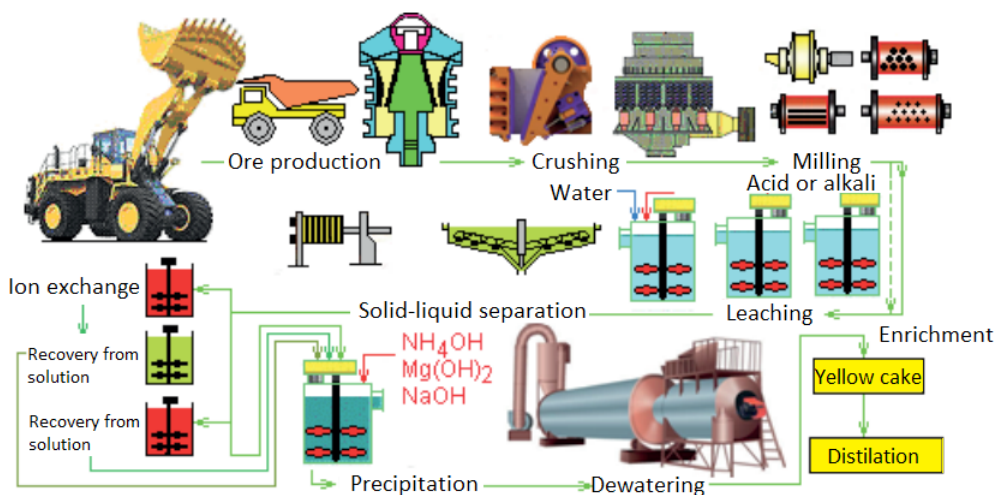 Ore production
Crushing
Milling
Acid or alkali
Water
Ion exchange
Solid-liquid separation
Leaching
Enrichment
Recovery from
solution
NH4OH
Mg(OH)2
NaOH
Yellow cake
Recovery from
solution
Distilation
Precipitation
Dewatering